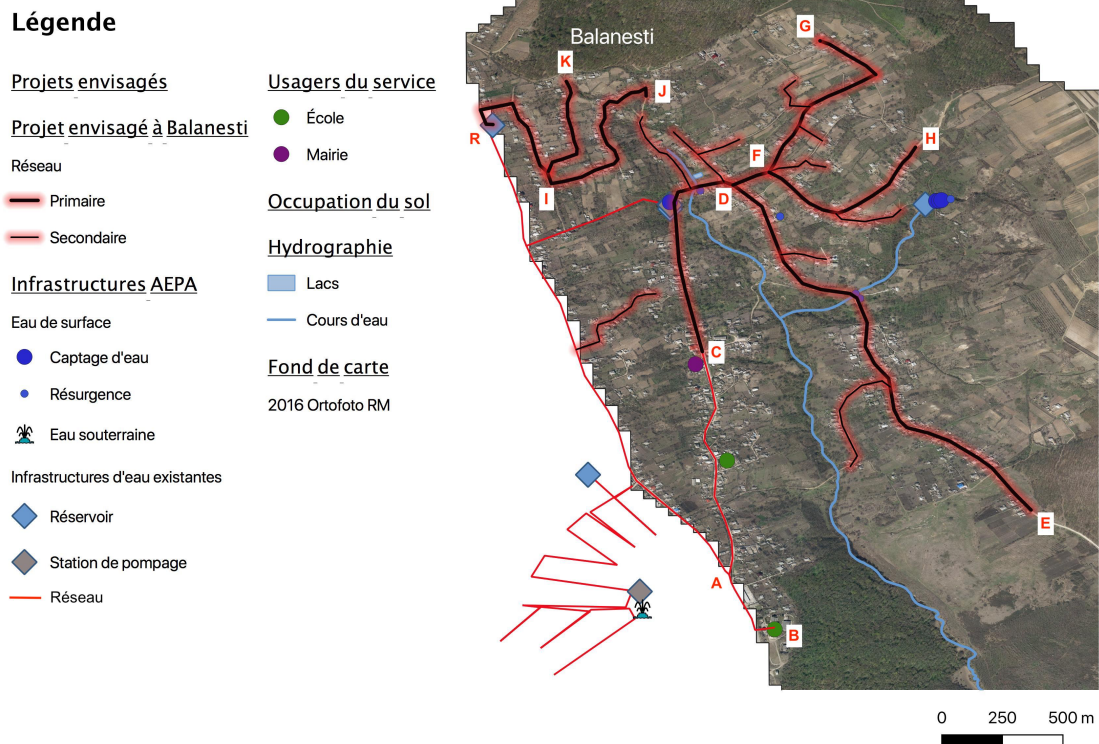 Légende
Projets envisagés
Projet envisagé à Balanesti
Réseau
Primaire
Secondaire
Infrastructures AEPA
Eau de surface
Captage d'eau
Résurgence
Eau souterraine
Infrastructures d'eau existantes
Réservoir
Station de pompage
Réseau
Usagers du service
École
Mairie
Occupation du sol
Hydrographie
Lacs
Cours d'eau
Fond de carte
2016 Ortofoto RM
Balanesti
G
K
J
R
H
F
I
D
C
E
A
B
0 250 500 m